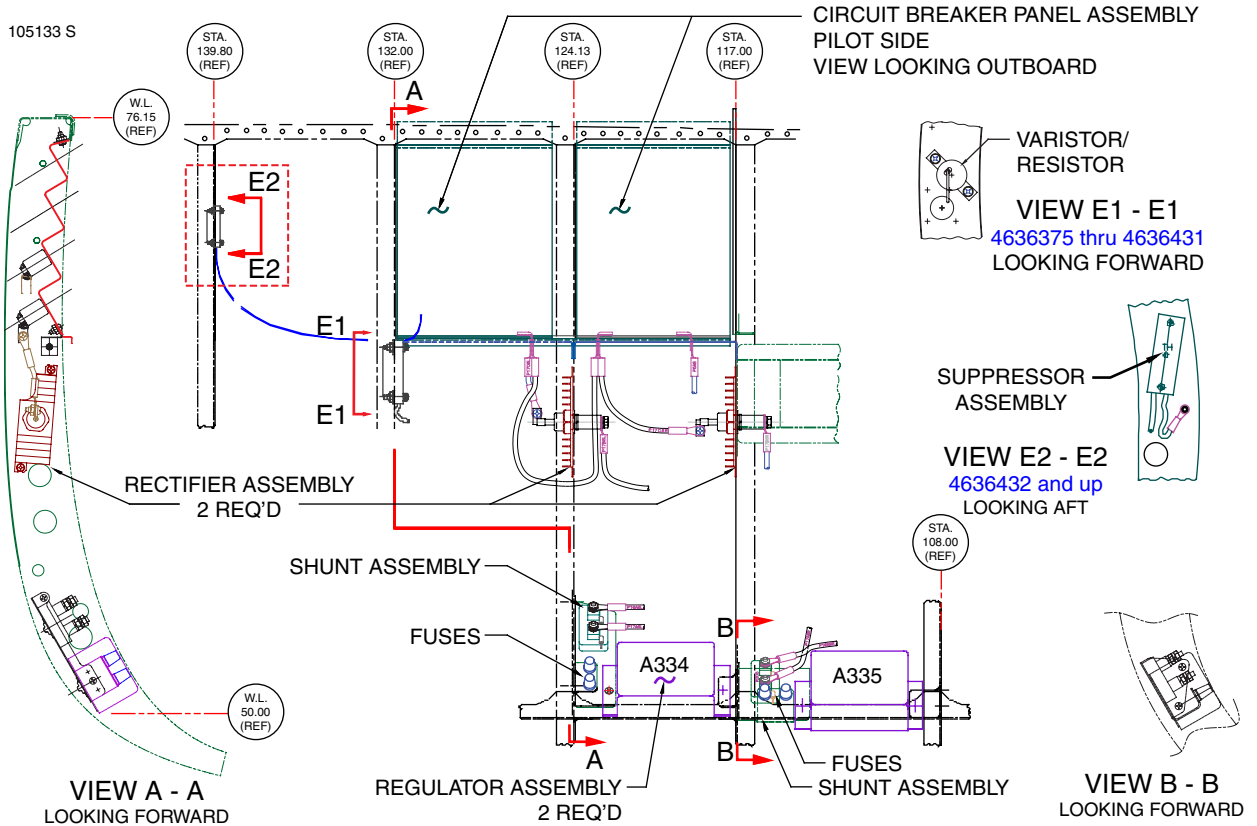 105133 S
STA.
139.80
(REF)
STA.
132.00
(REF)
STA.
124.13
(REF)
STA.
117.00
(REF)
CIRCUIT BREAKER PANEL ASSEMBLY
PILOT SIDE
VIEW LOOKING OUTBOARD
W.L.
76.15
(REF)
A
E2
E2
E1
E1
VARISTOR/
RESISTOR
VIEW E1 - E1
4636375 thru 4636431
LOOKING FORWARD
SUPPRESSOR
ASSEMBLY
VIEW E2 - E2
4636432 and up
LOOKING AFT
RECTIFIER ASSEMBLY
2 REQ'D
STA.
108.00
(REF)
SHUNT ASSEMBLY
FUSES
A334
B
A335
W.L.
50.00
(REF)
A
B
REGULATOR ASSEMBLY
2 REQ'D
FUSES
SHUNT ASSEMBLY
VIEW A - A
LOOKING FORWARD
VIEW B - B
LOOKING FORWARD